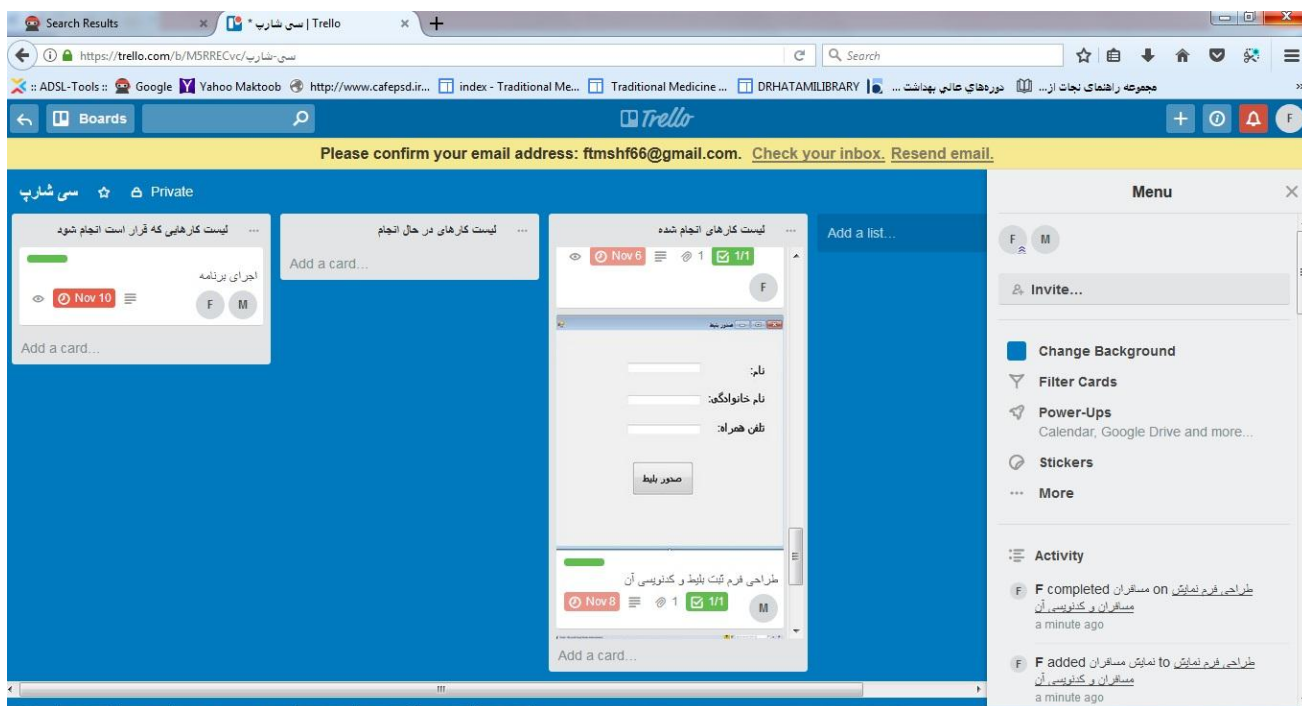 Search Results
سی شارپ * | Trello
https://trello.com/b/M5RRECvc/سی-شارپ
Search
:: ADSL-Tools :: Google Yahoo Maktoob http://www.cafepsd.ir... index - Traditional Me... Traditional Medicine ... DRHATAMILIBRARY دوره‌های عالی بهداشت ... مجموعه راهنمای نجات از...
Boards
Trello
F
Please confirm your email address: ftmshf66@gmail.com. Check your inbox. Resend email.
سی شارپ
Private
لیست کارهایی که قرار است انجام شود
اجرای برنامه
Nov 10
F M
Add a card...
لیست کارهای در حال انجام
Add a card...
لیست کارهای انجام شده
Nov 6 1 1/1
F
صدور بلیط
نام:
نام خانوادگی:
تلفن همراه:
صدور بلیط
طراحی فرم ثبت بلیط و کدنویسی آن
Nov 8 1 1/1
M
Add a card...
Add a list...
Menu
F M
Invite...
Change Background
Filter Cards
Power-Ups
Calendar, Google Drive and more...
Stickers
More
Activity
F F completed مسافران on طراحی فرم نمایش
مسافران و کدنویسی آن
a minute ago
F F added نمایش مسافران to طراحی فرم نمایش
مسافران و کدنویسی آن
a minute ago